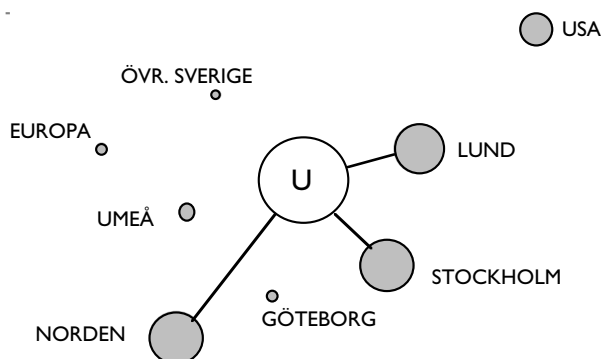 -
USA
ÖVR. SVERIGE
EUROPA
LUND
U
UMEÅ
STOCKHOLM
GÖTEBORG
NORDEN